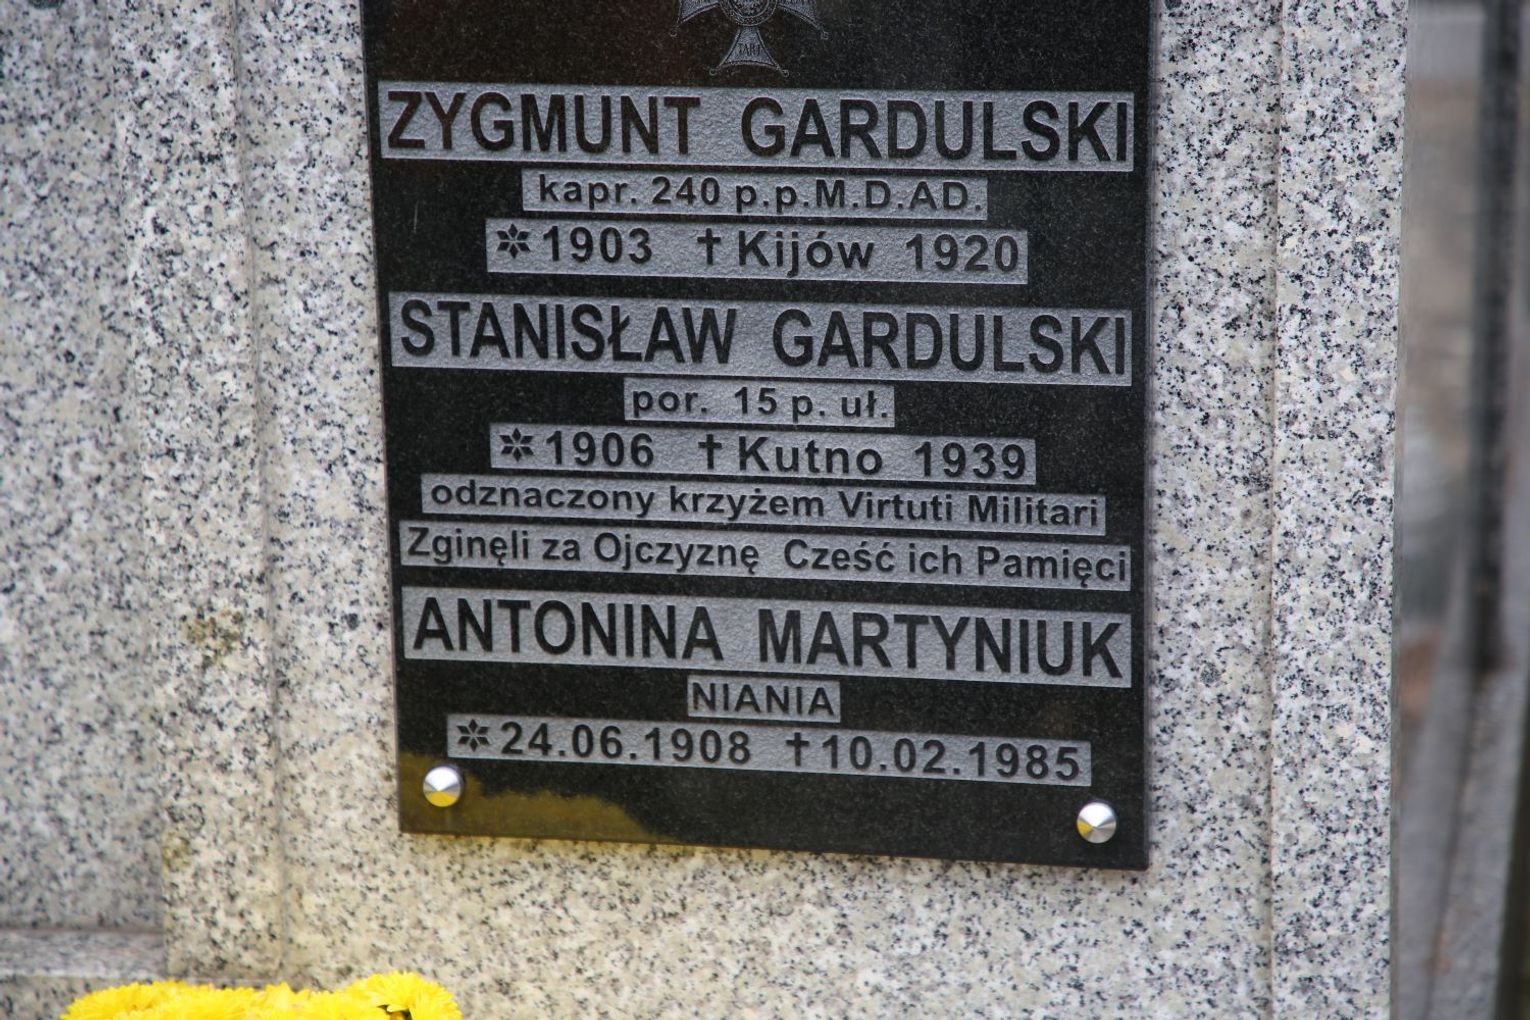 TARI
ZYGMUNT GARDULSKI
kapr. 240 p.p.M.D.AD.
1903 † Kijów 1920
STANISŁAW GARDULSKI
por. 15 p. uł.
1906 † Kutno 1939
odznaczony krzyżem Virtuti Militari
Zginęli za Ojczyznę Cześć ich Pamięci
ANTONINA MARTYNIUK
NIANIA
24.06.1908 † 10.02.1985